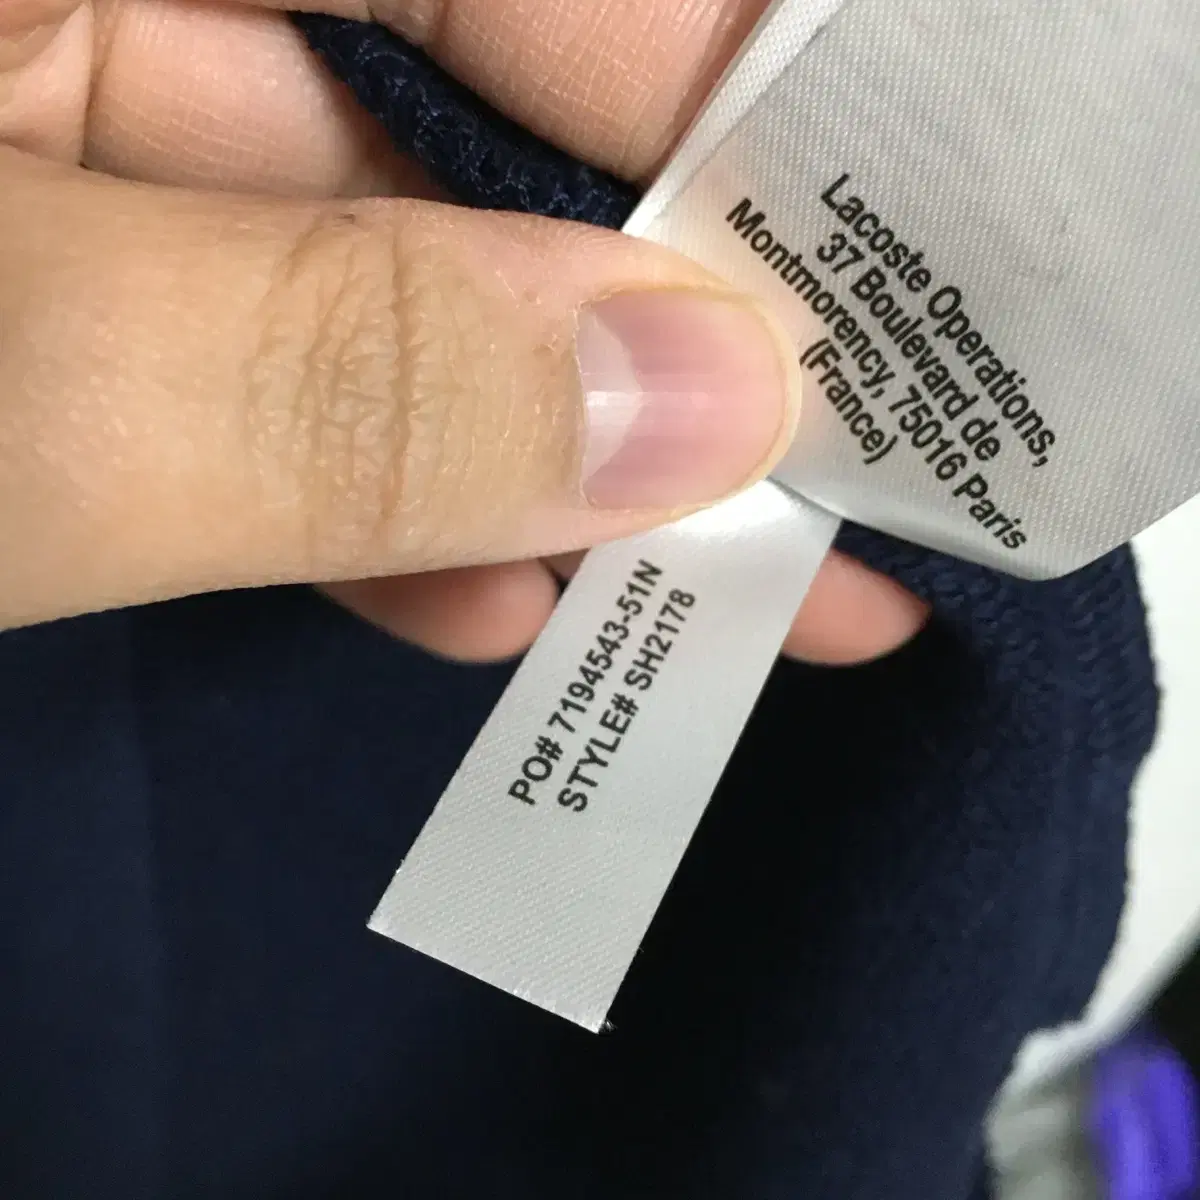 Lacoste Operations,
37 Boulevard de
Montmorency, 75016 Paris
(France)
PO# 7194543-51N
STYLE# SH2178